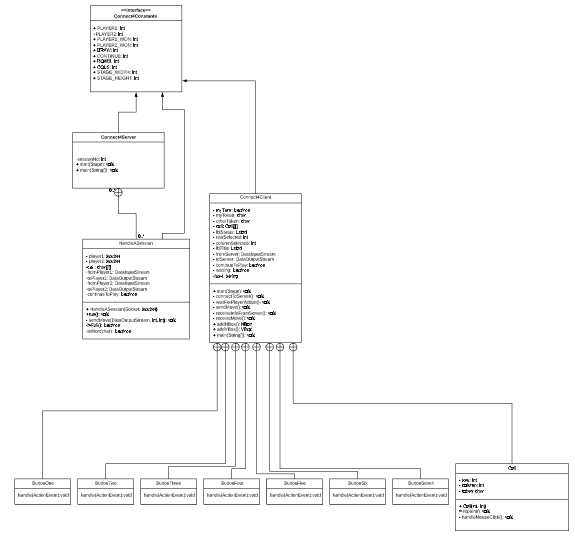 <<interface>>
Connect4Constants
+ PLAYER1: int
+PLAYER2: int
+ PLAYER1_WON: int
+ PLAYER2_WON: int
+ DRAW: int
+ CONTINUE: int
+ ROWS: int
+ COLS: int
+ STAGE_WIDTH: int
+ STAGE_HEIGHT: int
Connect4Server
-sessionNo: int
+ start(Stage): void
+ main(String[]): void
0..*
0..*
HandleASession
- player1: Socket
- player2: Socket
-cell: char[][]
-fromPlayer1: DataInputStream
-toPlayer1: DataOutputStream
-fromPlayer2: DataInputStream
-toPlayer2: DataOutputStream
-continueToPlay: boolean
+ HandleASession(Socket, Socket)
+run(): void
- sendMove(DataOutputStream, int, int): void
-isFull(): boolean
-isWon(char): boolean
Connect4Client
- myTurn: boolean
- myToken: char
- otherToken: char
- cell: Cell[][]
- lblStatus: Label
- rowSelected: int
- columnSelected: int
- lblTitle: Label
- fromServer: DataInputStream
- toServer: DataOutputStream
- continueToPlay: boolean
- waiting: boolean
-host: String
+ start(Stage): void
- connectToServer(): void
- waitForPlayerAction(): void
- sendMove(): void
- receiveInfoFromServer(): void
- receiveMove(): void
+ addHBox(): HBox
+ addVBox(): VBox
+ main(String[]): void
ButtonOne
handle(ActionEvent):void
ButtonTwo
handle(ActionEvent):void
ButtonThree
handle(ActionEvent):void
ButtonFour
handle(ActionEvent):void
ButtonFive
handle(ActionEvent):void
ButtonSix
handle(ActionEvent):void
ButtonSeven
handle(ActionEvent):void
Cell
- row: int
- column: int
- token: char
+ Cell(int, int)
+ repaint(): void
- handleMouseClick(): void